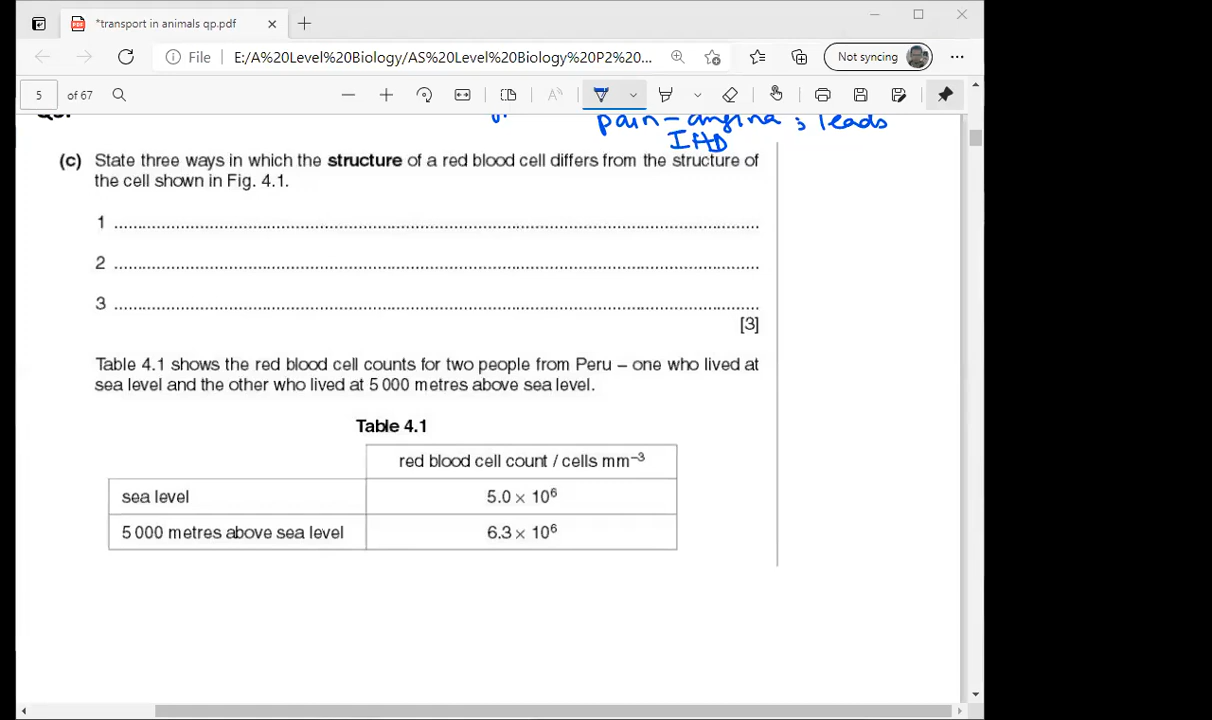 *transport in animals qp.pdf
File
E:/A%20Level%20Biology/AS%20Level%20Biology%20P2%20...
Not syncing
5 of 67
pain - angina ; leads
IHD
(c) State three ways in which the structure of a red blood cell differs from the structure of
the cell shown in Fig. 4.1.
1 ................................................................
2 ................................................................
3 ................................................................
[3]
Table 4.1 shows the red blood cell counts for two people from Peru – one who lived at
sea level and the other who lived at 5 000 metres above sea level.
Table 4.1
red blood cell count / cells mm⁻³
sea level 5.0 × 10⁶
5 000 metres above sea level 6.3 × 10⁶